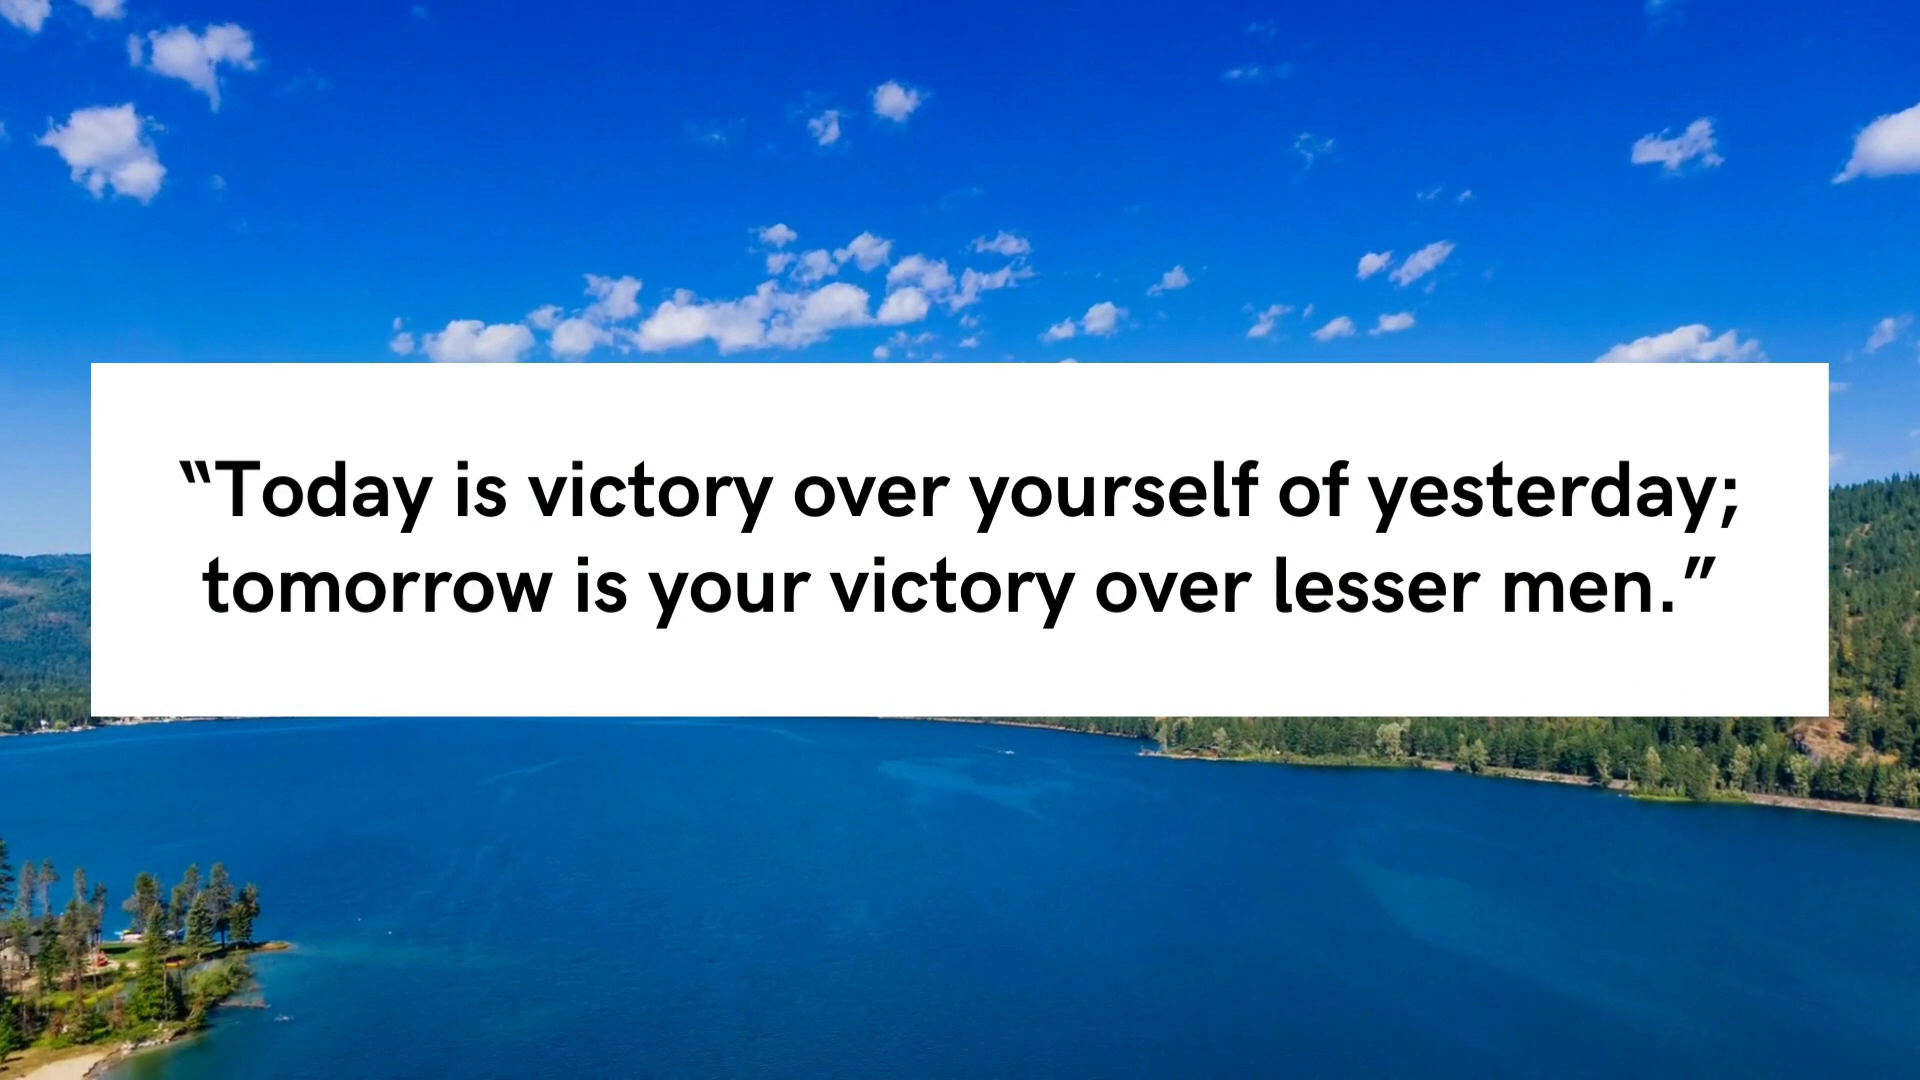 “Today is victory over yourself of yesterday;
tomorrow is your victory over lesser men.”